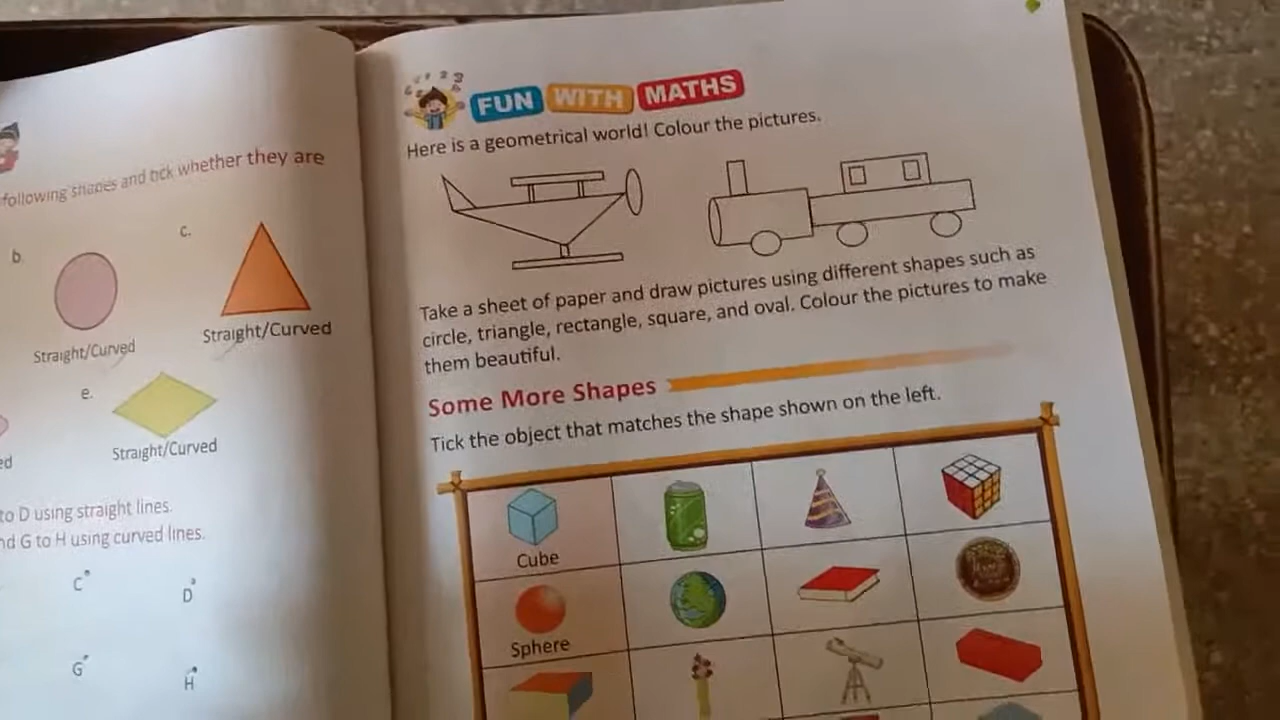 following shapes and tick whether they are
b.
c.
Straight/Curved
Straight/Curved
e.
ed
Straight/Curved
to D using straight lines.
nd G to H using curved lines.
C
D
G
H
FUN WITH MATHS
Here is a geometrical world! Colour the pictures.
Take a sheet of paper and draw pictures using different shapes such as
circle, triangle, rectangle, square, and oval. Colour the pictures to make
them beautiful.
Some More Shapes
Tick the object that matches the shape shown on the left.
Cube
Sphere